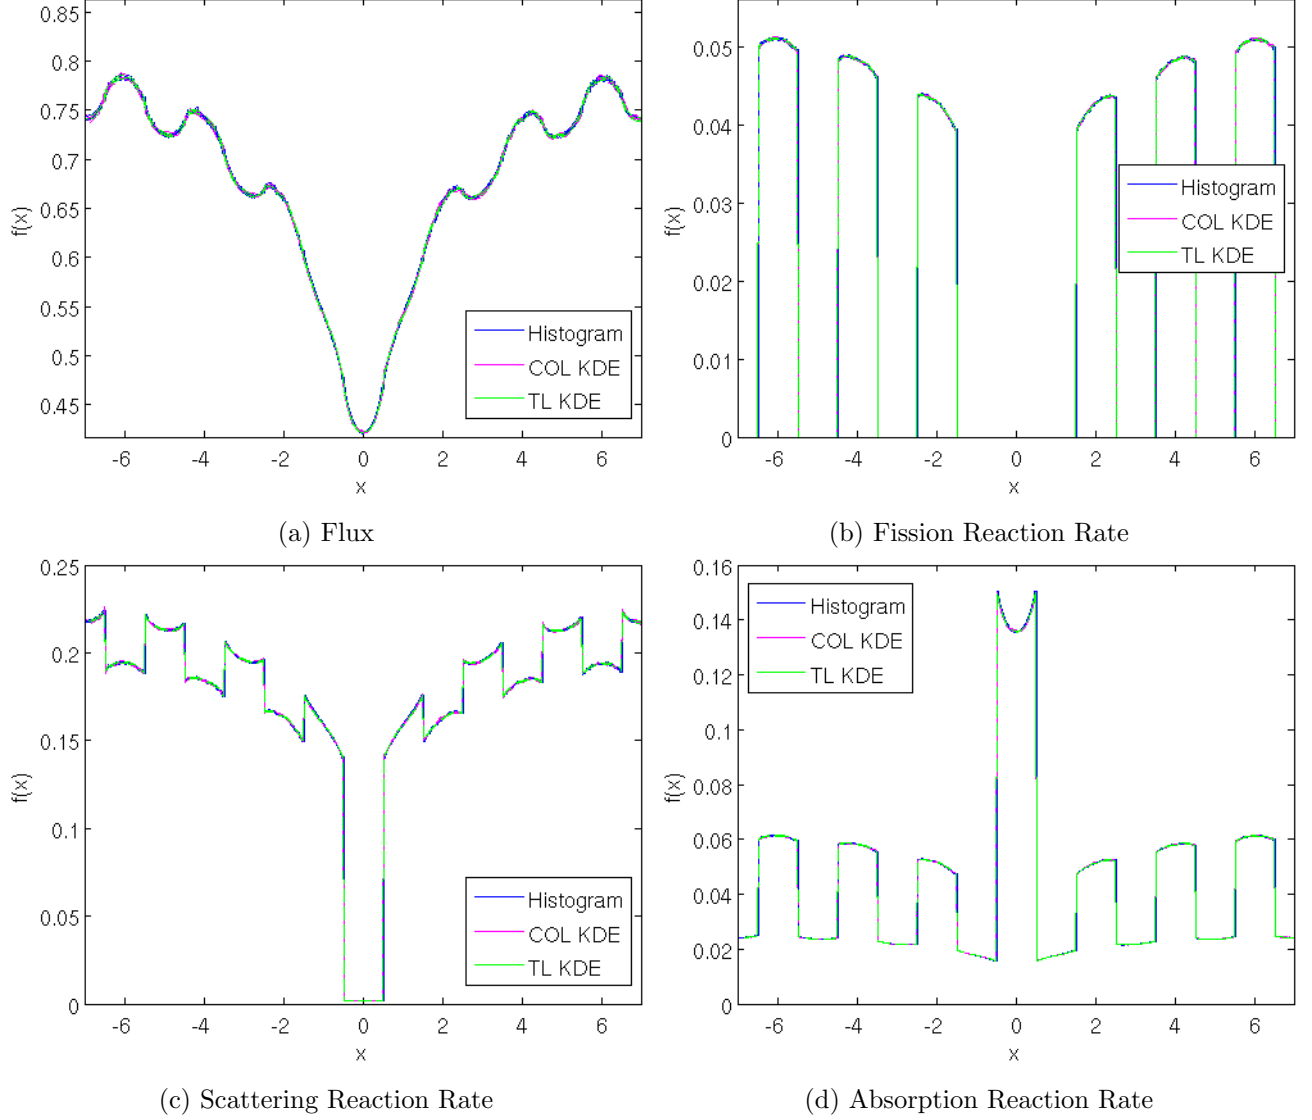 0.85
0.8
0.75
0.7
0.65
0.6
0.55
0.5
0.45
f(x)
-6 -4 -2 0 2 4 6
x
Histogram
COL KDE
TL KDE
(a) Flux
0.05
0.04
0.03
0.02
0.01
0
f(x)
-6 -4 -2 0 2 4 6
x
Histogram
COL KDE
TL KDE
(b) Fission Reaction Rate
0.25
0.2
0.15
0.1
0.05
0
f(x)
-6 -4 -2 0 2 4 6
x
Histogram
COL KDE
TL KDE
(c) Scattering Reaction Rate
0.16
0.14
0.12
0.1
0.08
0.06
0.04
0.02
0
f(x)
-6 -4 -2 0 2 4 6
x
Histogram
COL KDE
TL KDE
(d) Absorption Reaction Rate